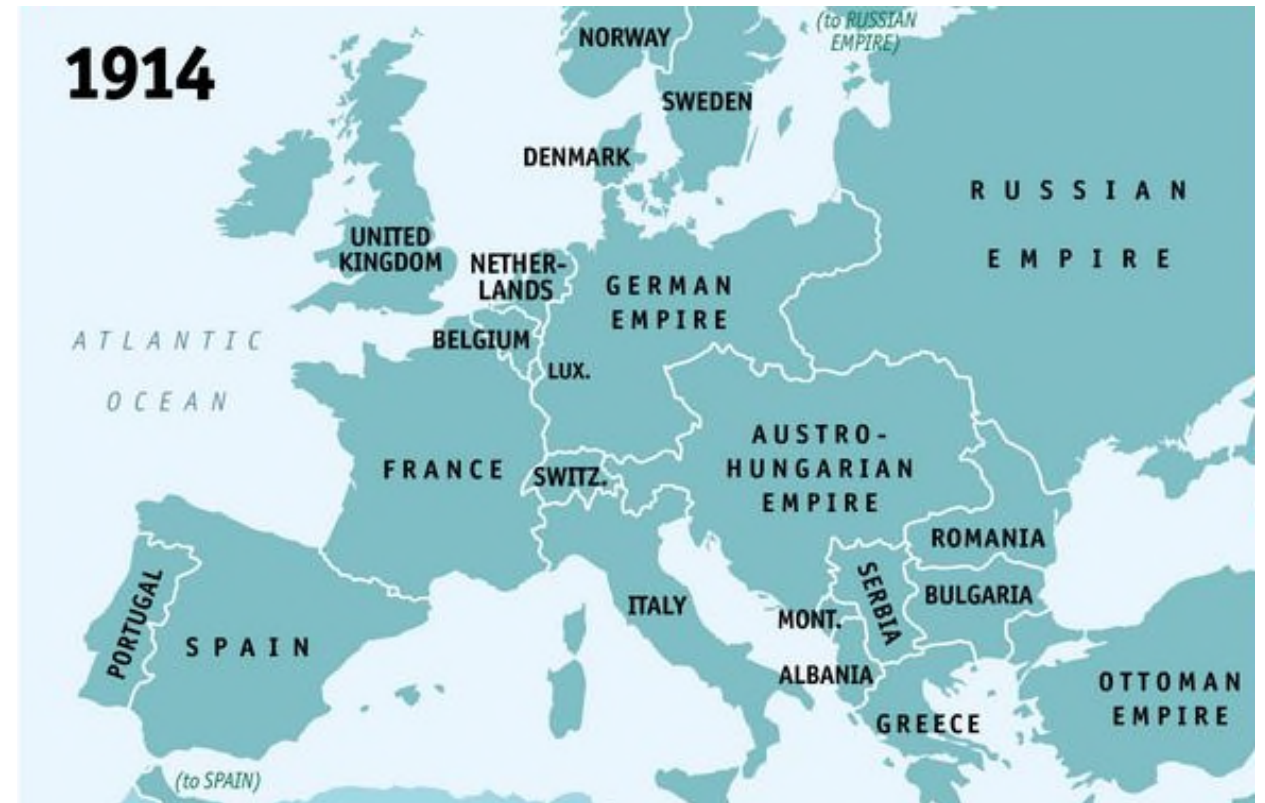 1914
(to RUSSIAN
EMPIRE)
NORWAY
SWEDEN
DENMARK
RUSSIAN
EMPIRE
UNITED
KINGDOM
NETHER-
LANDS
GERMAN
EMPIRE
ATLANTIC
OCEAN
BELGIUM
LUX.
FRANCE
SWITZ.
AUSTRO-
HUNGARIAN
EMPIRE
ROMANIA
SERBIA
BULGARIA
ITALY
MONT.
PORTUGAL
SPAIN
ALBANIA
OTTOMAN
EMPIRE
GREECE
(to SPAIN)